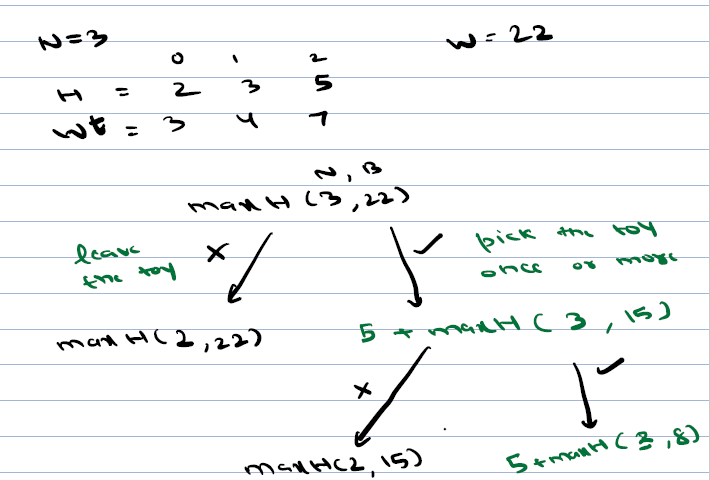 N=3 W=22
0 1 2
H = 2 3 5
Wt = 3 4 7
N, B
maxH (3,22)
leave the toy × ✓ pick the toy once or more
maxH(2,22) 5 + maxH (3,15)
× ✓
maxH(2,15) 5+maxH(3,8)